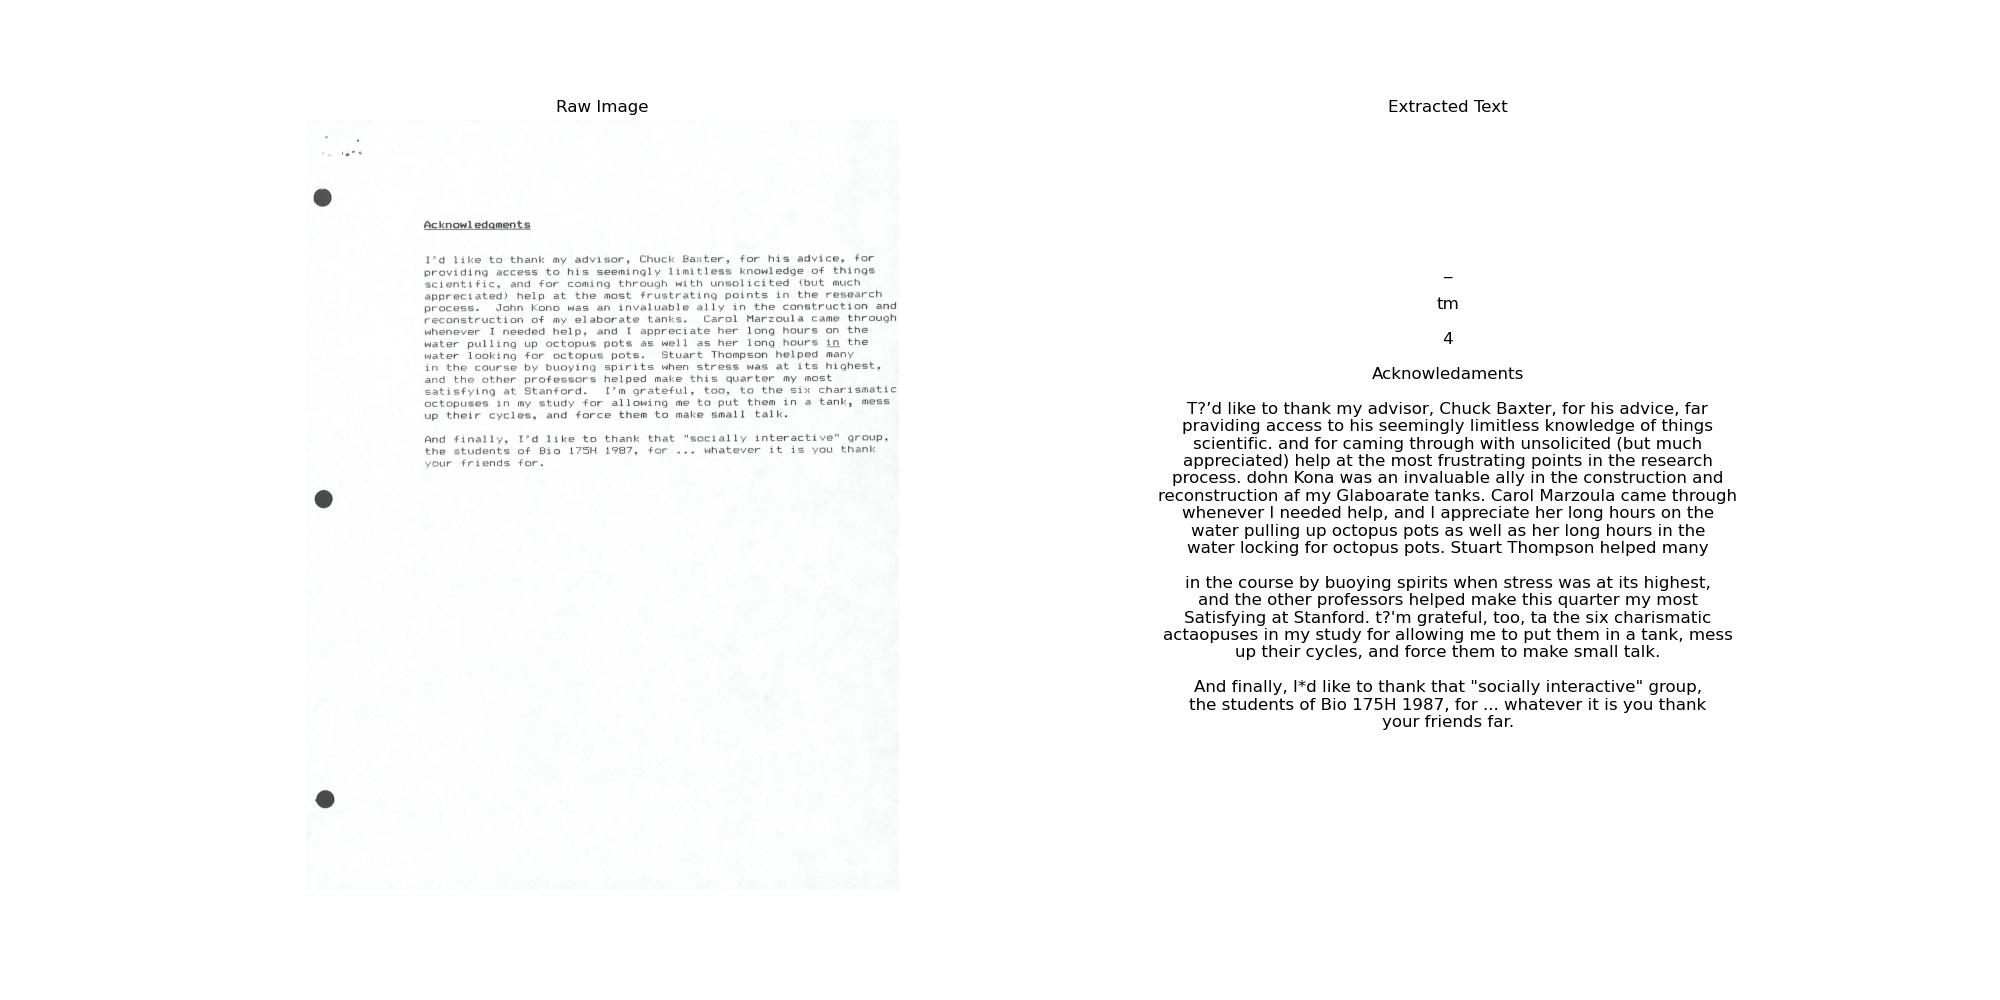 Raw Image
Acknowledgments
I'd like to thank my advisor, Chuck Baxter, for his advice, for
providing access to his seemingly limitless knowledge of things
scientific, and for coming through with unsolicited (but much
appreciated) help at the most frustrating points in the research
process.  John Kono was an invaluable ally in the construction and
reconstruction of my elaborate tanks.  Carol Marzoula came through
whenever I needed help, and I appreciate her long hours on the
water pulling up octopus pots as well as her long hours in the
water looking for octopus pots.  Stuart Thompson helped many
in the course by buoying spirits when stress was at its highest,
and the other professors helped make this quarter my most
satisfying at Stanford.  I'm grateful, too, to the six charismatic
octopuses in my study for allowing me to put them in a tank, mess
up their cycles, and force them to make small talk.
And finally, I'd like to thank that "socially interactive" group,
the students of Bio 175H 1987, for ... whatever it is you thank
your friends for.
Extracted Text
_
tm
4
Acknowledaments
T?’d like to thank my advisor, Chuck Baxter, for his advice, far
praviding access to his seemingly limitless knowledge of things
scientific. and for caming through with unsolicited (but much
appreciated) help at the most frustrating points in the research
process. dohn Kona was an invaluable ally in the construction and
reconstruction af my Glaboarate tanks. Carol Marzoula came through
whenever I needed help, and I appreciate her long hours on the
water pulling up octopus pots as well as her long hours in the
water locking for octopus pots. Stuart Thompson helped many
in the course by buoying spirits when stress was at its highest,
and the other professors helped make this quarter my most
Satisfying at Stanford. t?'m grateful, too, ta the six charismatic
actaopuses in my study for allowing me to put them in a tank, mess
up their cycles, and force them to make small talk.
And finally, I*d like to thank that "socially interactive" group,
the students of Bio 175H 1987, for ... whatever it is you thank
your friends far.